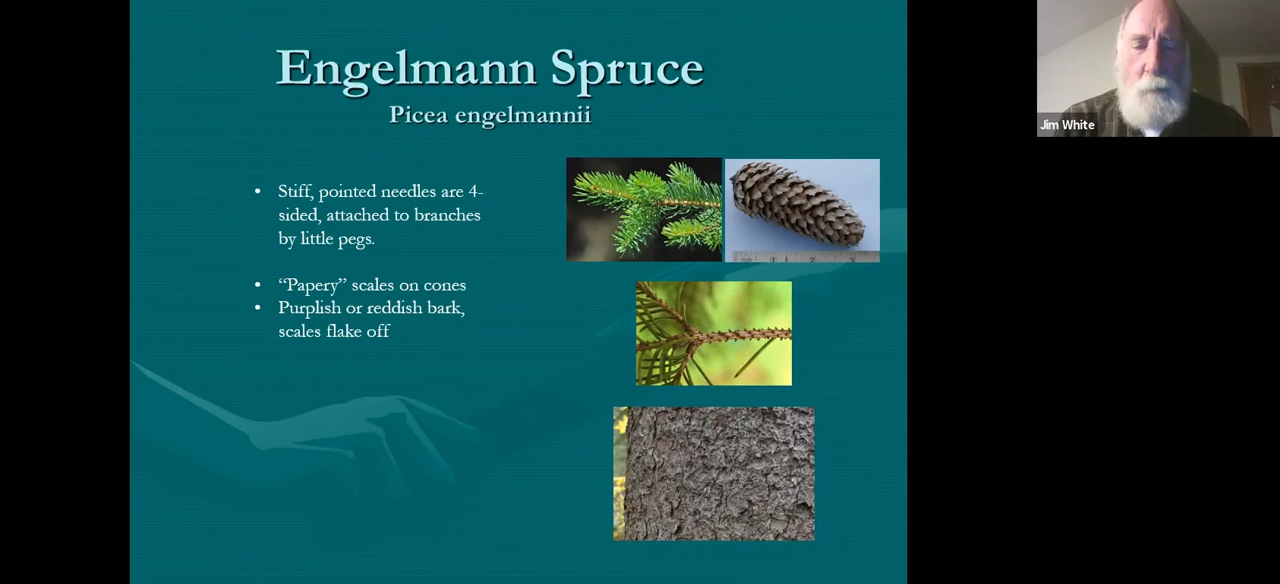 Engelmann Spruce
Picea engelmannii
• Stiff, pointed needles are 4-
sided, attached to branches
by little pegs.
• “Papery” scales on cones
• Purplish or reddish bark,
scales flake off
Jim White